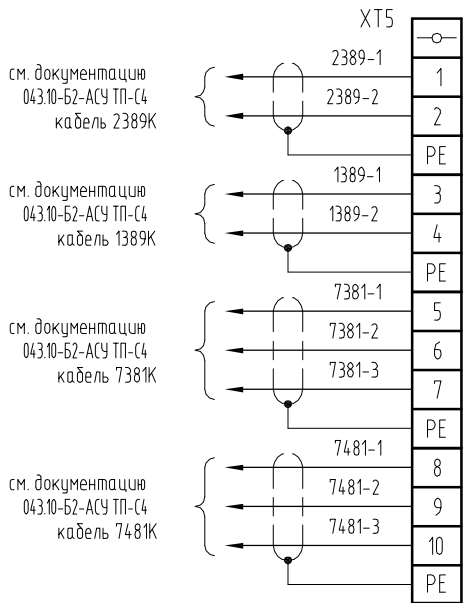 XT5
см. документацию
043.10-Б2-АСУ ТП-С4
кабель 2389К
2389-1
1
2389-2
2
PE
см. документацию
043.10-Б2-АСУ ТП-С4
кабель 1389К
1389-1
3
1389-2
4
PE
см. документацию
043.10-Б2-АСУ ТП-С4
кабель 7381К
7381-1
5
7381-2
6
7381-3
7
PE
см. документацию
043.10-Б2-АСУ ТП-С4
кабель 7481К
7481-1
8
7481-2
9
7481-3
10
PE